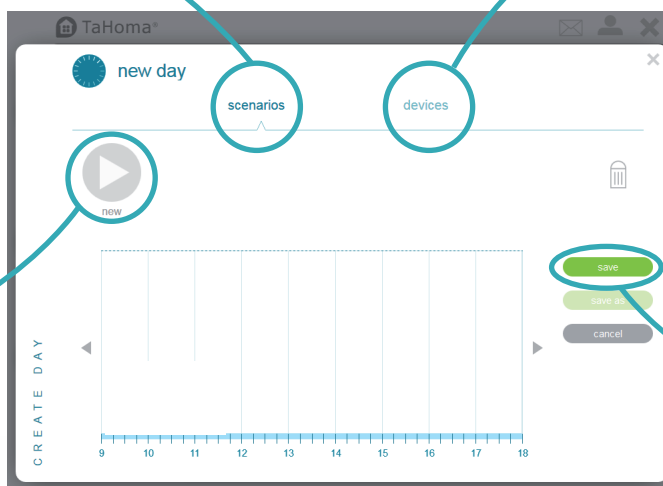 TaHoma®
new day
scenarios
devices
new
save
save as
cancel
CREATE DAY
9 10 11 12 13 14 15 16 17 18